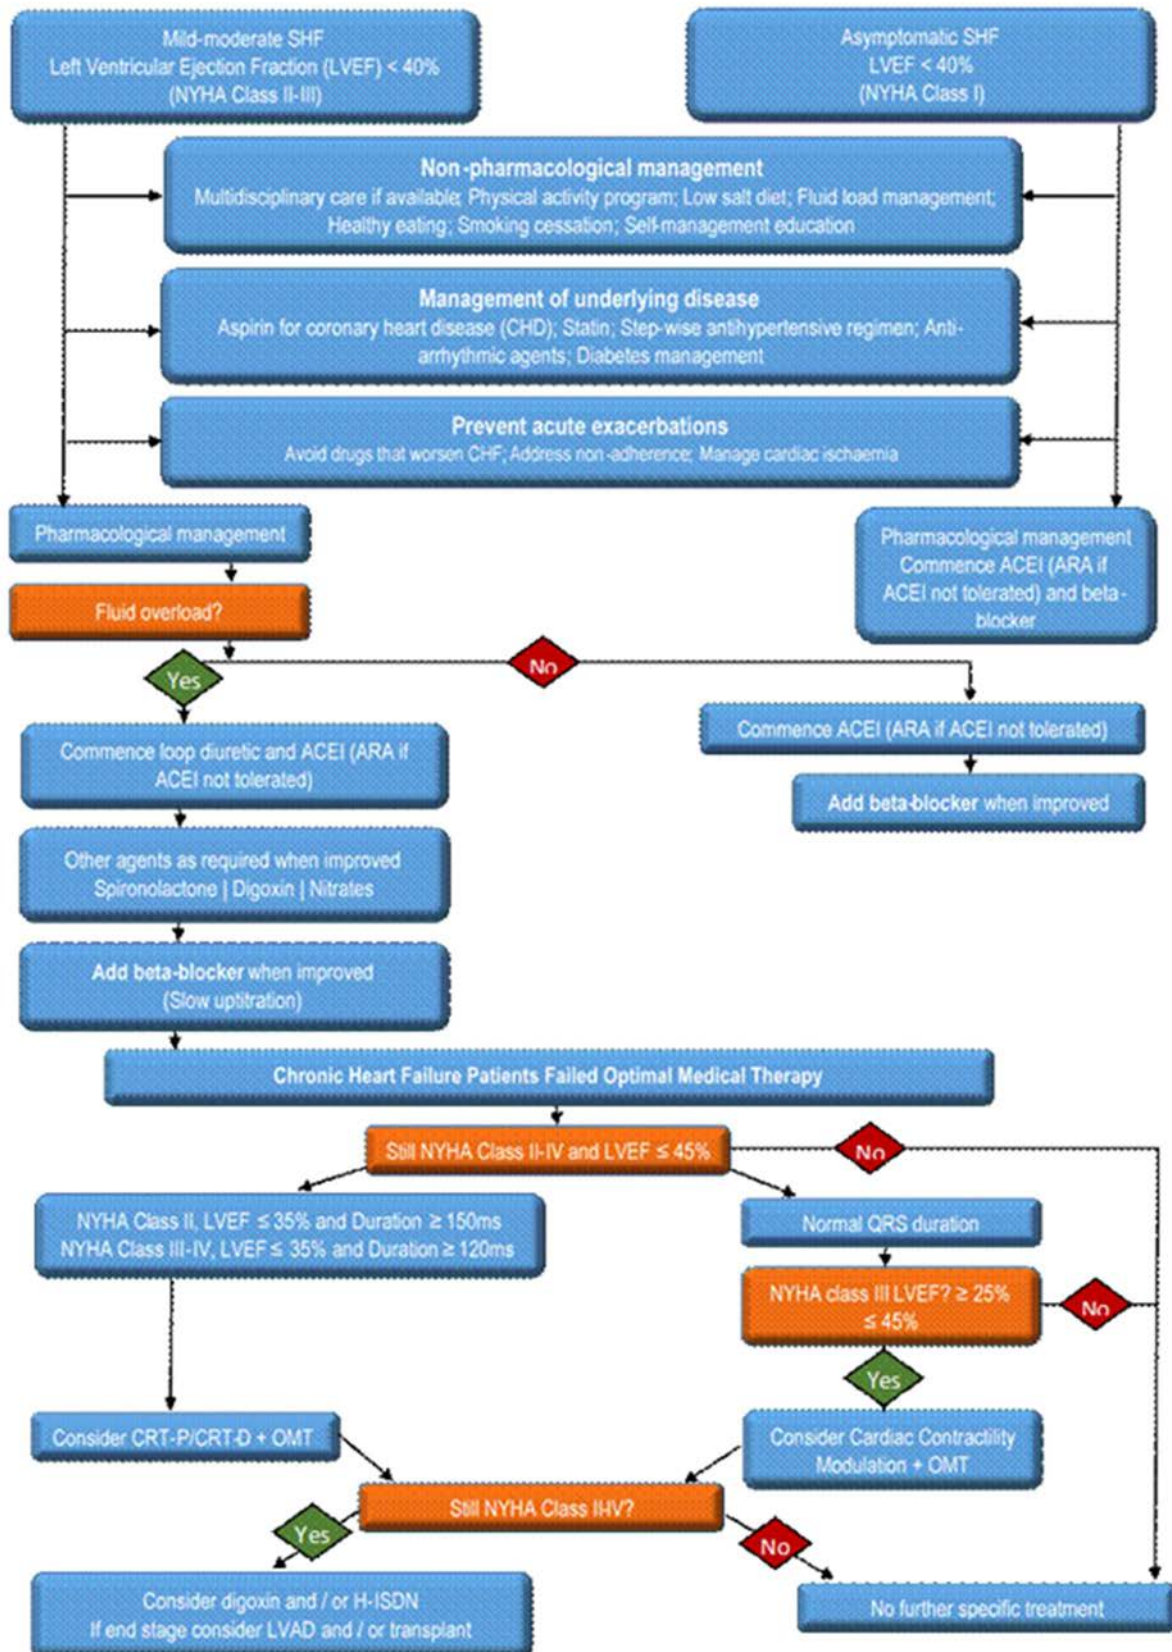 Mild-moderate SHF
Left Ventricular Ejection Fraction (LVEF) < 40%
(NYHA Class II-III)
Asymptomatic SHF
LVEF < 40%
(NYHA Class I)
Non-pharmacological management
Multidisciplinary care if available; Physical activity program; Low salt diet; Fluid load management;
Healthy eating; Smoking cessation; Self-management education
Management of underlying disease
Aspirin for coronary heart disease (CHD); Statin; Step-wise antihypertensive regimen; Anti-
arrhythmic agents; Diabetes management
Prevent acute exacerbations
Avoid drugs that worsen CHF; Address non-adherence; Manage cardiac ischaemia
Pharmacological management
Pharmacological management
Commence ACEI (ARA if
ACEI not tolerated) and beta-
blocker
Fluid overload?
Yes
No
Commence loop diuretic and ACEI (ARA if
ACEI not tolerated)
Commence ACEI (ARA if ACEI not tolerated)
Add beta-blocker when improved
Other agents as required when improved
Spironolactone | Digoxin | Nitrates
Add beta-blocker when improved
(Slow uptitration)
Chronic Heart Failure Patients Failed Optimal Medical Therapy
Still NYHA Class II-IV and LVEF ≤ 45%
No
NYHA Class II, LVEF ≤ 35% and Duration ≥ 150ms
NYHA Class III-IV, LVEF ≤ 35% and Duration ≥ 120ms
Normal QRS duration
NYHA class III LVEF? ≥ 25%
≤ 45%
No
Yes
Consider CRT-P/CRT-D + OMT
Consider Cardiac Contractility
Modulation + OMT
Still NYHA Class II-IV?
Yes
No
Consider digoxin and / or H-ISDN
If end stage consider LVAD and / or transplant
No further specific treatment